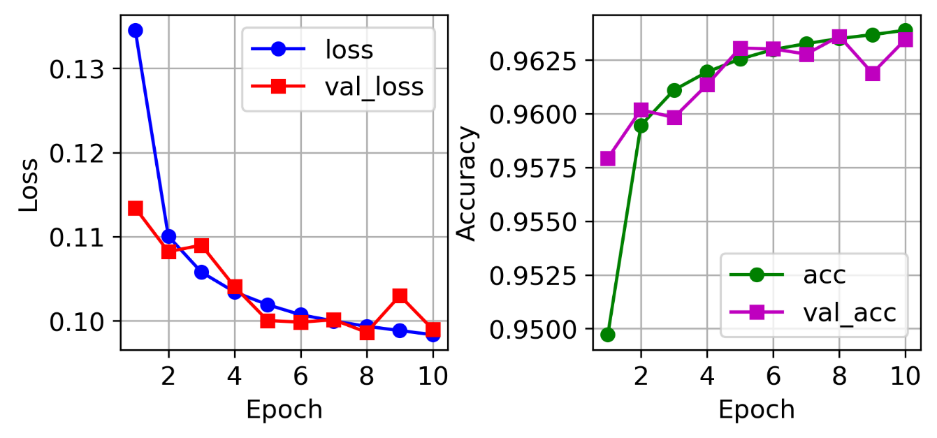 loss
val_loss
0.13
0.12
0.11
0.10
Loss
2 4 6 8 10
Epoch
0.9625
0.9600
0.9575
0.9550
0.9525
0.9500
Accuracy
acc
val_acc
2 4 6 8 10
Epoch